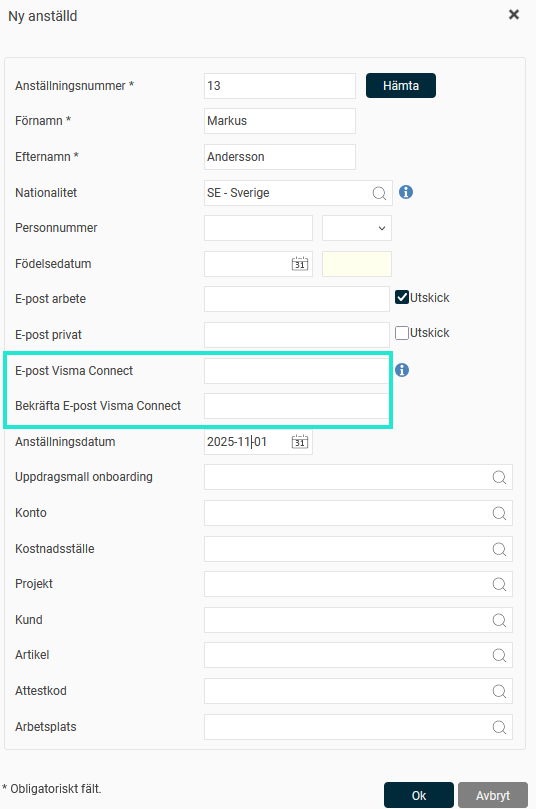 Ny anställd
Anställningsnummer * 13 Hämta
Förnamn * Markus
Efternamn * Andersson
Nationalitet SE - Sverige
Personnummer
Födelsedatum 31
E-post arbete Utskick
E-post privat Utskick
E-post Visma Connect
Bekräfta E-post Visma Connect
Anställningsdatum 2025-11-01 31
Uppdragsmall onboarding
Konto
Kostnadsställe
Projekt
Kund
Artikel
Attestkod
Arbetsplats
* Obligatoriskt fält.
Ok Avbryt